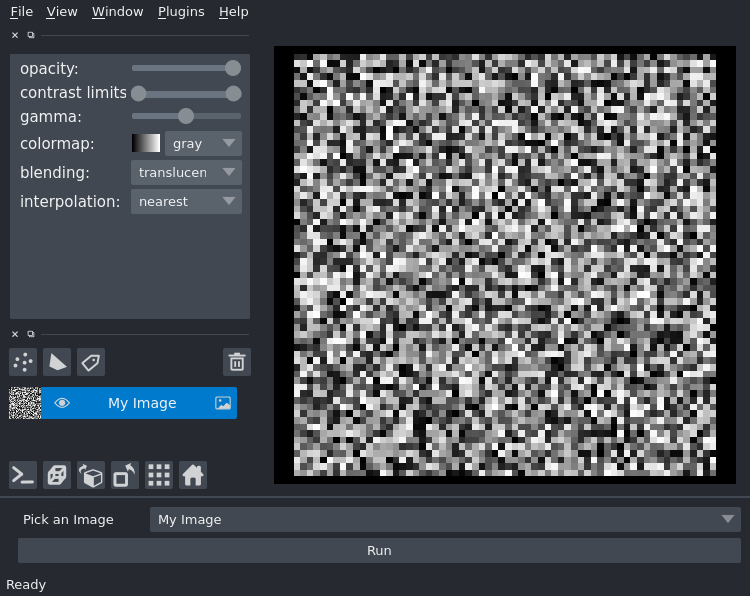 File View Window Plugins Help
opacity:
contrast limits
gamma:
colormap: gray
blending: translucen
interpolation: nearest
My Image
Pick an Image My Image
Run
Ready